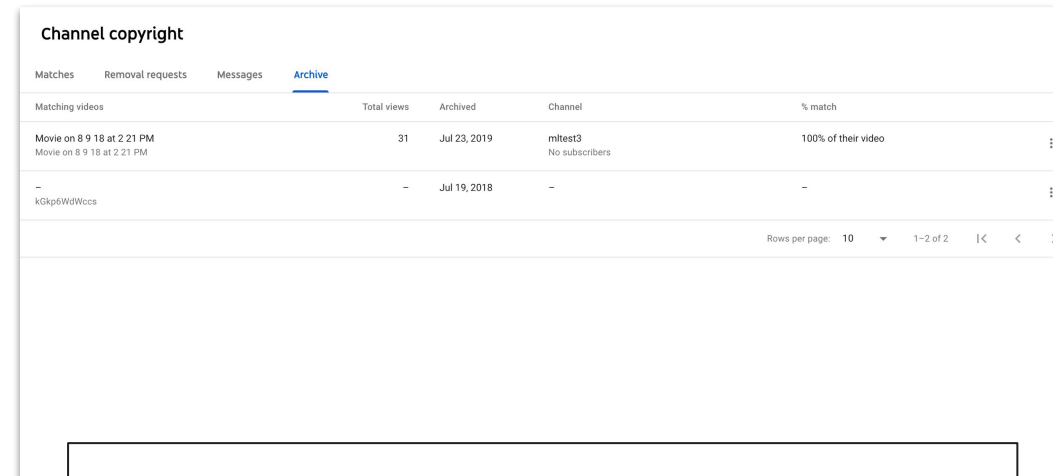 Channel copyright
Matches Removal requests Messages Archive
Matching videos Total views Archived Channel % match
Movie on 8 9 18 at 2 21 PM 31 Jul 23, 2019 mltest3 100% of their video
Movie on 8 9 18 at 2 21 PM No subscribers
– – Jul 19, 2018 – –
kGkp6WdWccs
Rows per page: 10 1–2 of 2